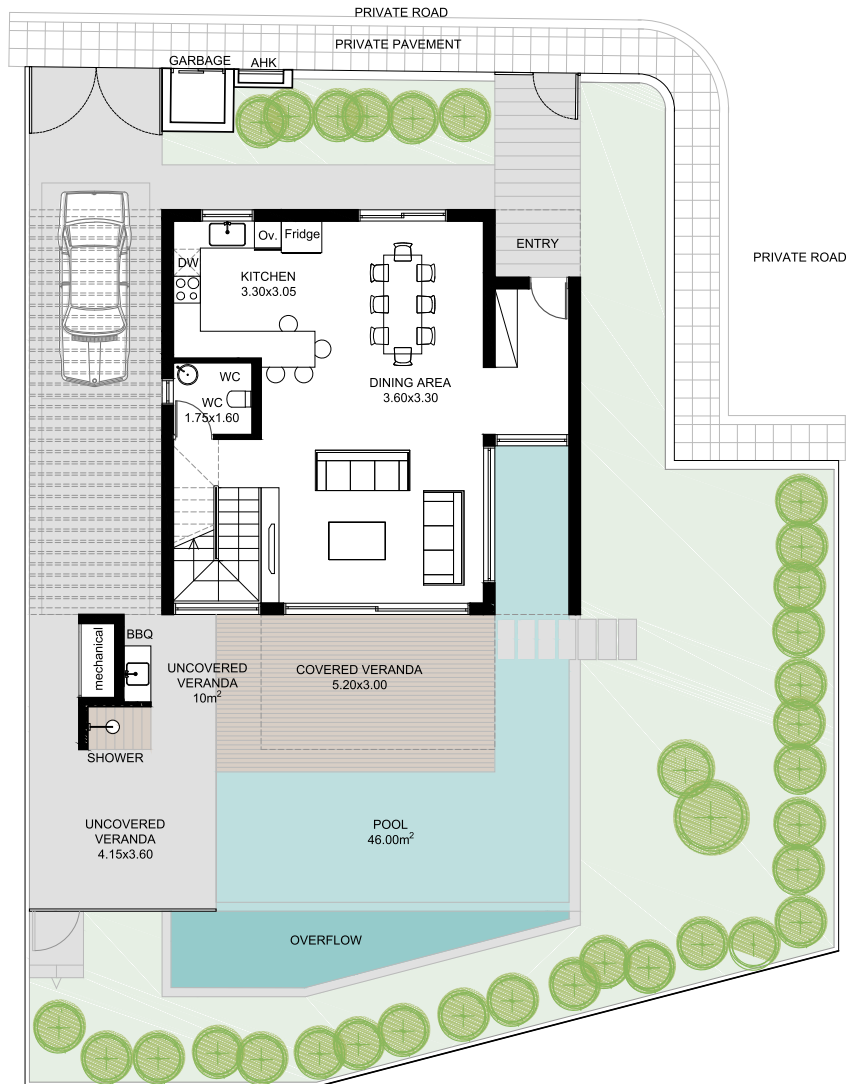 PRIVATE ROAD
PRIVATE PAVEMENT
GARBAGE
AHK
ENTRY
PRIVATE ROAD
Ov.
Fridge
DW
KITCHEN
3.30x3.05
DINING AREA
3.60x3.30
WC
WC
1.75x1.60
mechanical
BBQ
UNCOVERED
VERANDA
10m²
COVERED VERANDA
5.20x3.00
SHOWER
UNCOVERED
VERANDA
4.15x3.60
POOL
46.00m²
OVERFLOW